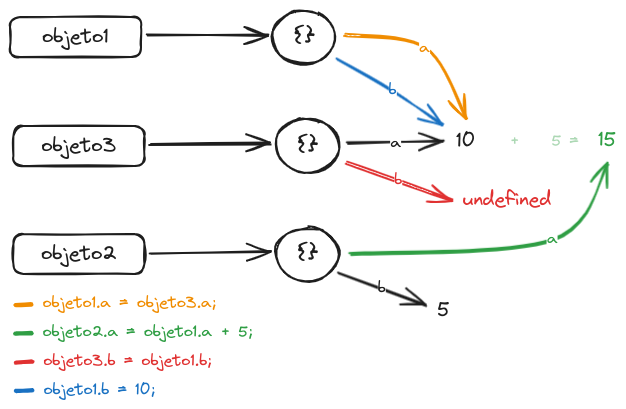 objeto1
{}
a
b
objeto3
{}
a
10
+ 5 = 15
b
undefined
objeto2
{}
a
b
5
objeto1.a = objeto3.a;
objeto2.a = objeto1.a + 5;
objeto3.b = objeto1.b;
objeto1.b = 10;